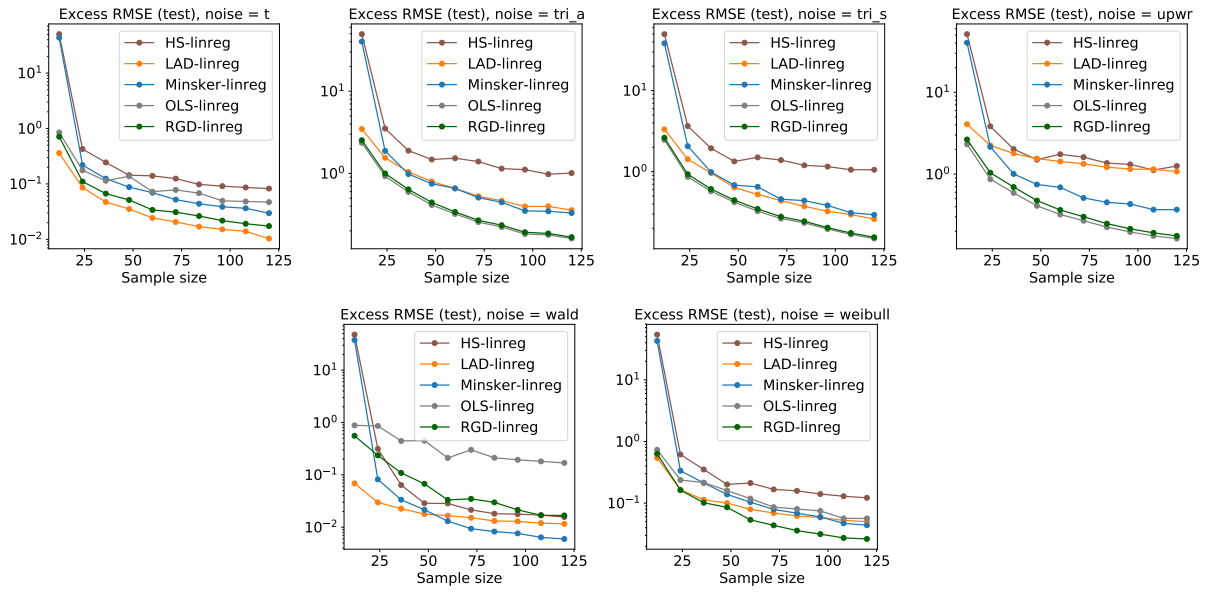 Excess RMSE (test), noise = t
HS-linreg
LAD-linreg
Minsker-linreg
OLS-linreg
RGD-linreg
10^1
10^0
10^{-1}
10^{-2}
25 50 75 100 125
Sample size
Excess RMSE (test), noise = tri_a
HS-linreg
LAD-linreg
Minsker-linreg
OLS-linreg
RGD-linreg
10^1
10^0
25 50 75 100 125
Sample size
Excess RMSE (test), noise = tri_s
HS-linreg
LAD-linreg
Minsker-linreg
OLS-linreg
RGD-linreg
10^1
10^0
25 50 75 100 125
Sample size
Excess RMSE (test), noise = upwr
HS-linreg
LAD-linreg
Minsker-linreg
OLS-linreg
RGD-linreg
10^1
10^0
25 50 75 100 125
Sample size
Excess RMSE (test), noise = wald
HS-linreg
LAD-linreg
Minsker-linreg
OLS-linreg
RGD-linreg
10^1
10^0
10^{-1}
10^{-2}
25 50 75 100 125
Sample size
Excess RMSE (test), noise = weibull
HS-linreg
LAD-linreg
Minsker-linreg
OLS-linreg
RGD-linreg
10^1
10^0
10^{-1}
25 50 75 100 125
Sample size